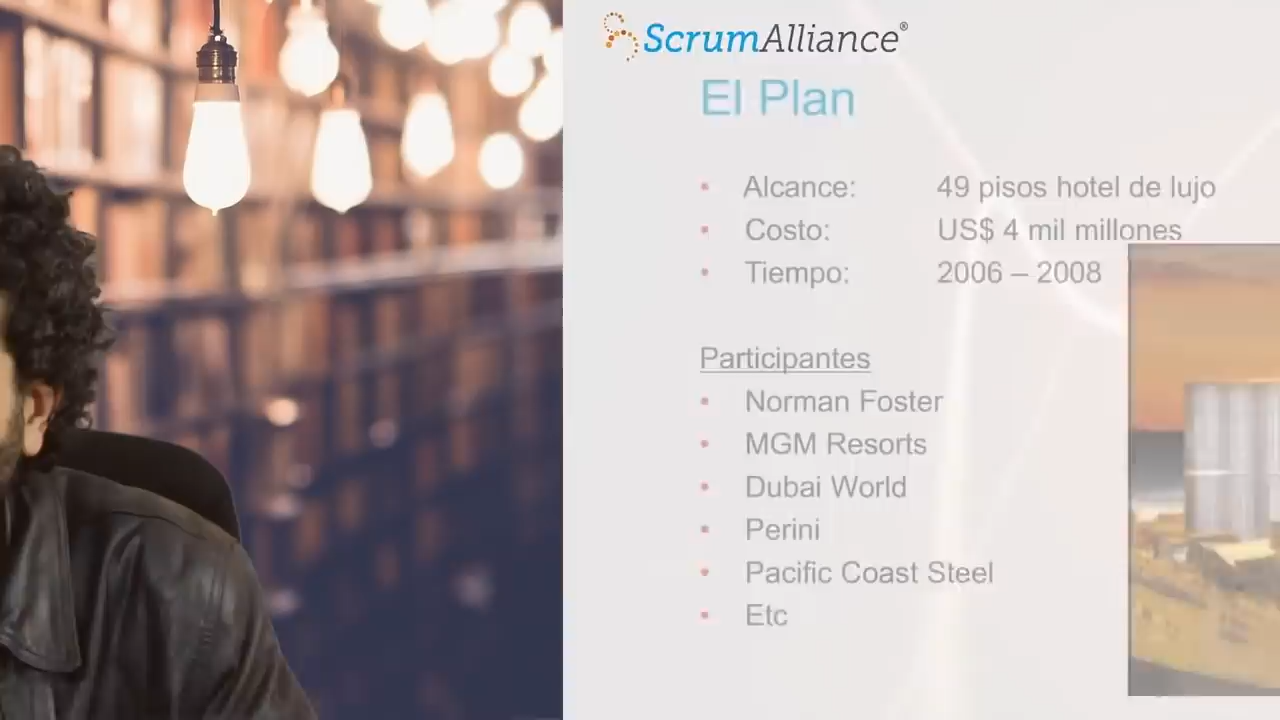 ScrumAlliance®
El Plan
• Alcance: 49 pisos hotel de lujo
• Costo: US$ 4 mil millones
• Tiempo: 2006 – 2008
Participantes
• Norman Foster
• MGM Resorts
• Dubai World
• Perini
• Pacific Coast Steel
• Etc